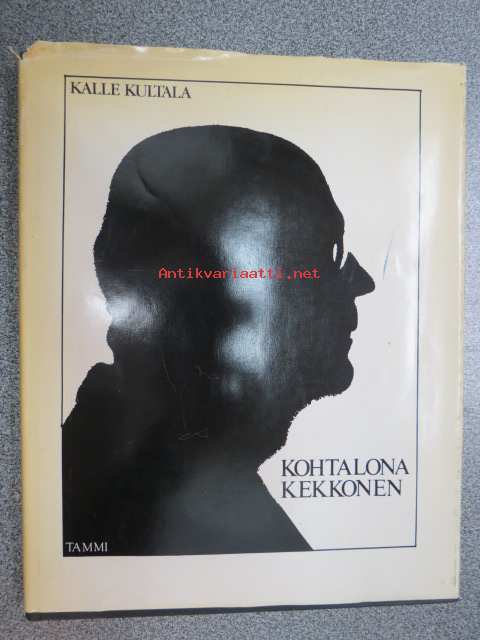 KALLE KULTALA
Antikvariaatti.net
KOHTALONA
KEKKONEN
TAMMI